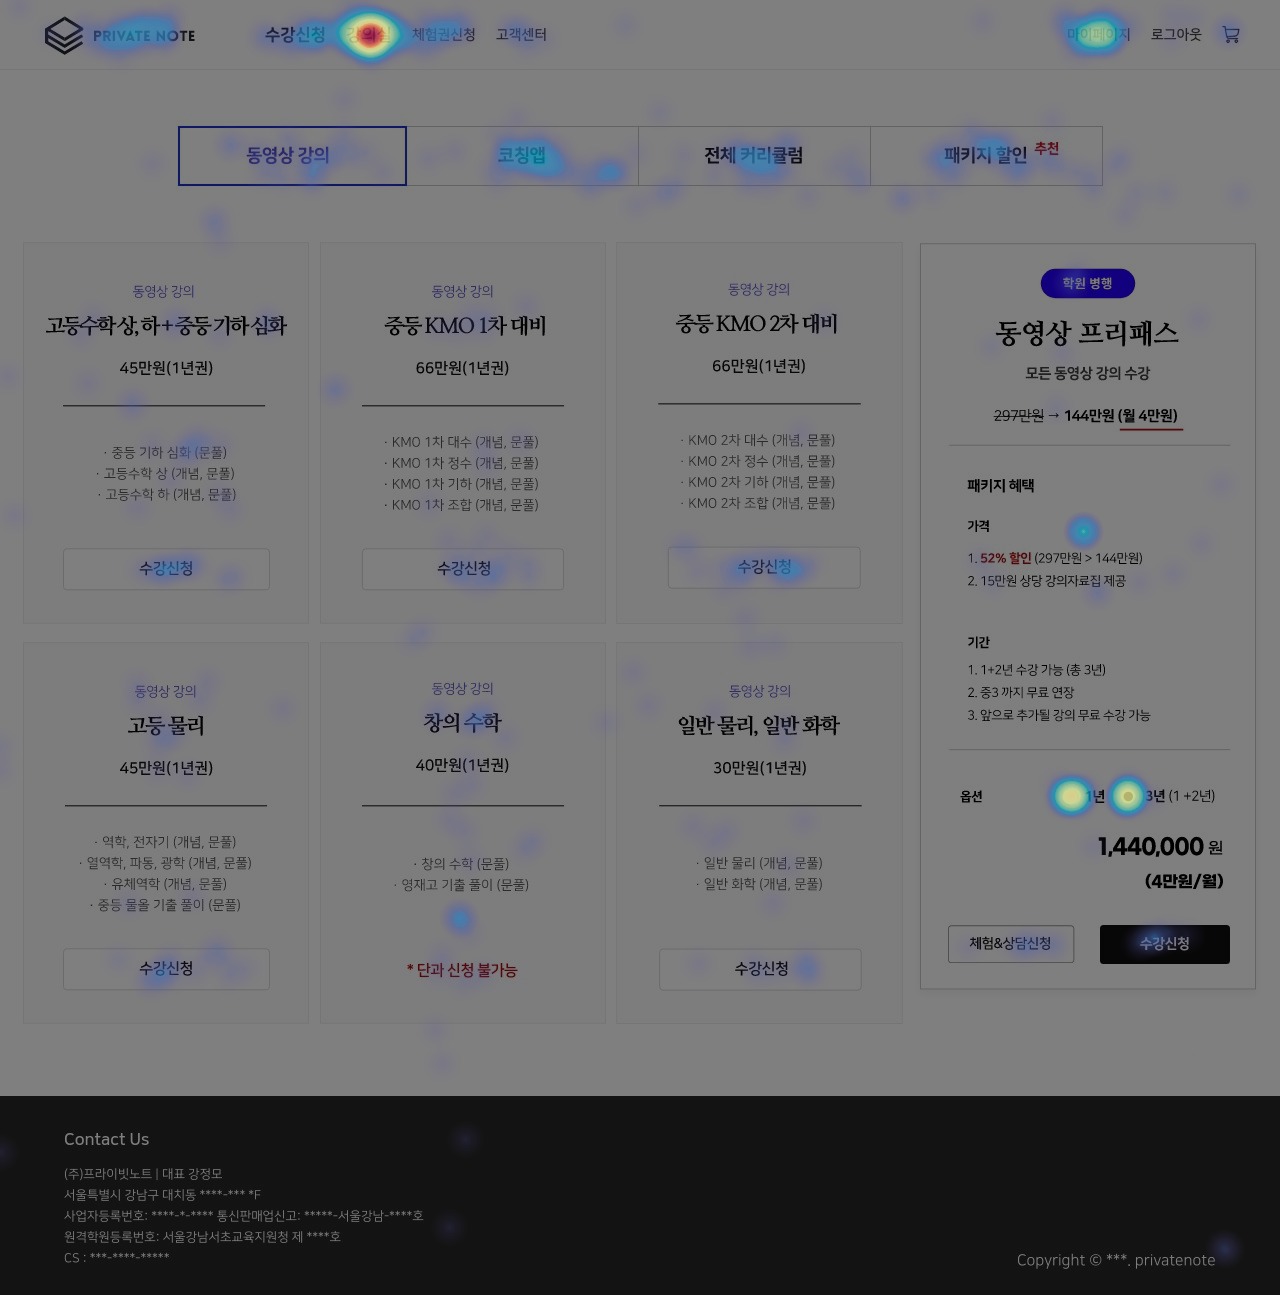 PRIVATE NOTE
수강신청 강의실 체험권신청 고객센터 마이페이지 로그아웃
동영상 강의
코칭앱
전체 커리큘럼
패키지 할인 추천
동영상 강의
고등수학 상, 하 + 중등 기하 심화
45만원(1년권)
· 중등 기하 심화 (문풀)
· 고등수학 상 (개념, 문풀)
· 고등수학 하 (개념, 문풀)
수강신청
동영상 강의
중등 KMO 1차 대비
66만원(1년권)
· KMO 1차 대수 (개념, 문풀)
· KMO 1차 정수 (개념, 문풀)
· KMO 1차 기하 (개념, 문풀)
· KMO 1차 조합 (개념, 문풀)
수강신청
동영상 강의
중등 KMO 2차 대비
66만원(1년권)
· KMO 2차 대수 (개념, 문풀)
· KMO 2차 정수 (개념, 문풀)
· KMO 2차 기하 (개념, 문풀)
· KMO 2차 조합 (개념, 문풀)
수강신청
동영상 강의
고등 물리
45만원(1년권)
· 역학, 전자기 (개념, 문풀)
· 열역학, 파동, 광학 (개념, 문풀)
· 유체역학 (개념, 문풀)
· 중등 물올 기출 풀이 (문풀)
수강신청
동영상 강의
창의 수학
40만원(1년권)
· 창의 수학 (문풀)
· 영재고 기출 풀이 (문풀)
* 단과 신청 불가능
동영상 강의
일반 물리, 일반 화학
30만원(1년권)
· 일반 물리 (개념, 문풀)
· 일반 화학 (개념, 문풀)
수강신청
학원 병행
동영상 프리패스
모든 동영상 강의 수강
297만원 → 144만원 (월 4만원)
패키지 혜택
가격
1. 52% 할인 (297만원 > 144만원)
2. 15만원 상당 강의자료집 제공
기간
1. 1+2년 수강 가능 (총 3년)
2. 중3 까지 무료 연장
3. 앞으로 추가될 강의 무료 수강 가능
옵션 1년 3년 (1 +2년)
1,440,000 원
(4만원/월)
체험&상담신청
수강신청
Contact Us
(주)프라이빗노트 | 대표 강정모
서울특별시 강남구 대치동 ****-*** *F
사업자등록번호: ****-*-**** 통신판매업신고: *****-서울강남-****호
원격학원등록번호: 서울강남서초교육지원청 제 ****호
CS : ***-****-*****
Copyright © ***. privatenote